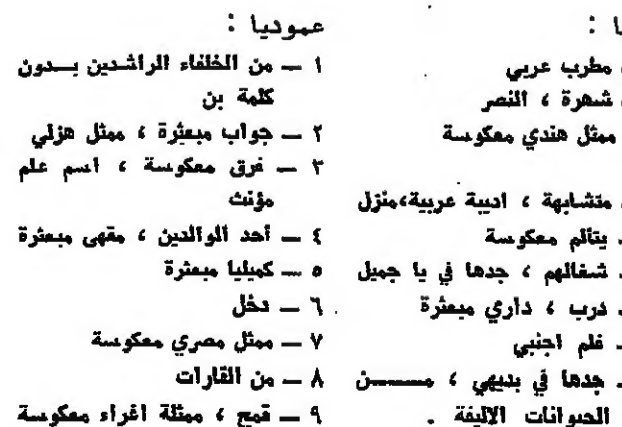 ا :
مطرب عربي
شهرة ، النصر
ممثل هندي معكوسة
متشابهة ، اديبة عربية،منزل
يتألم معكوسة
شغالهم ، جدها في يا جميل
درب ، داري مبعثرة
فلم اجنبي
جدها في بديهي ، مـــن
الحيوانات الاليفة .
عموديا :
١ — من الخلفاء الراشدين بـدون
كلمة بن
٢ — جواب مبعثرة ، ممثل هزلي
٣ — فرق معكوسة ، اسم علم
مؤنث
٤ — أحد الوالدين ، مقهى مبعثرة
٥ — كميليا مبعثرة
٦ — دخل
٧ — ممثل مصري معكوسة
٨ — من القارات
٩ — قمح ، ممثلة اغراء معكوسة